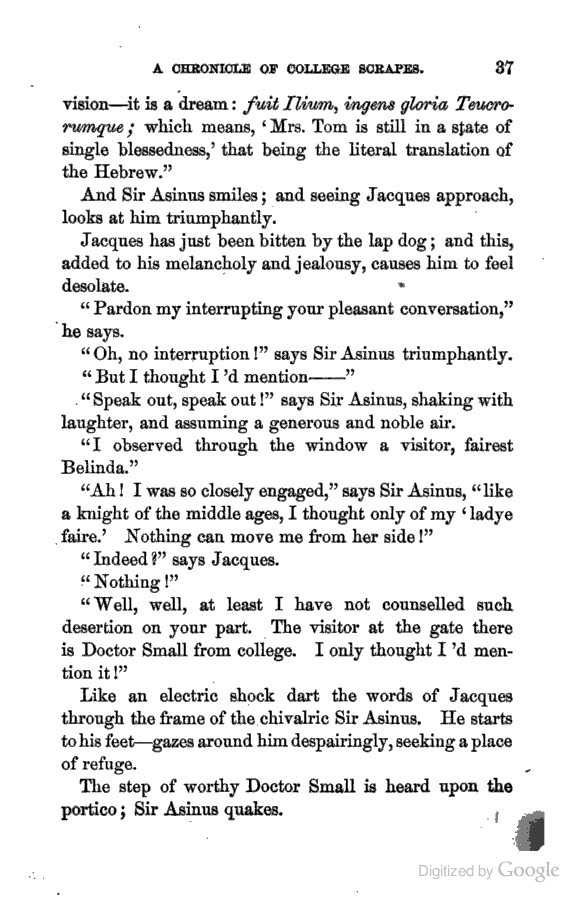 A CHRONICLE OF COLLEGE SCRAPES. 37
vision—it is a dream: fuit Ilium, ingens gloria Teucro-
rumque; which means, ‘Mrs. Tom is still in a state of
single blessedness,’ that being the literal translation of
the Hebrew.”
And Sir Asinus smiles; and seeing Jacques approach,
looks at him triumphantly.
Jacques has just been bitten by the lap dog; and this,
added to his melancholy and jealousy, causes him to feel
desolate.
“Pardon my interrupting your pleasant conversation,”
he says.
“Oh, no interruption!” says Sir Asinus triumphantly.
“But I thought I ’d mention——”
“Speak out, speak out!” says Sir Asinus, shaking with
laughter, and assuming a generous and noble air.
“I observed through the window a visitor, fairest
Belinda.”
“Ah! I was so closely engaged,” says Sir Asinus, “like
a knight of the middle ages, I thought only of my ‘ladye
faire.’ Nothing can move me from her side!”
“Indeed?” says Jacques.
“Nothing!”
“Well, well, at least I have not counselled such
desertion on your part. The visitor at the gate there
is Doctor Small from college. I only thought I ’d men-
tion it!”
Like an electric shock dart the words of Jacques
through the frame of the chivalric Sir Asinus. He starts
to his feet—gazes around him despairingly, seeking a place
of refuge.
The step of worthy Doctor Small is heard upon the
portico; Sir Asinus quakes.
Digitized by Google